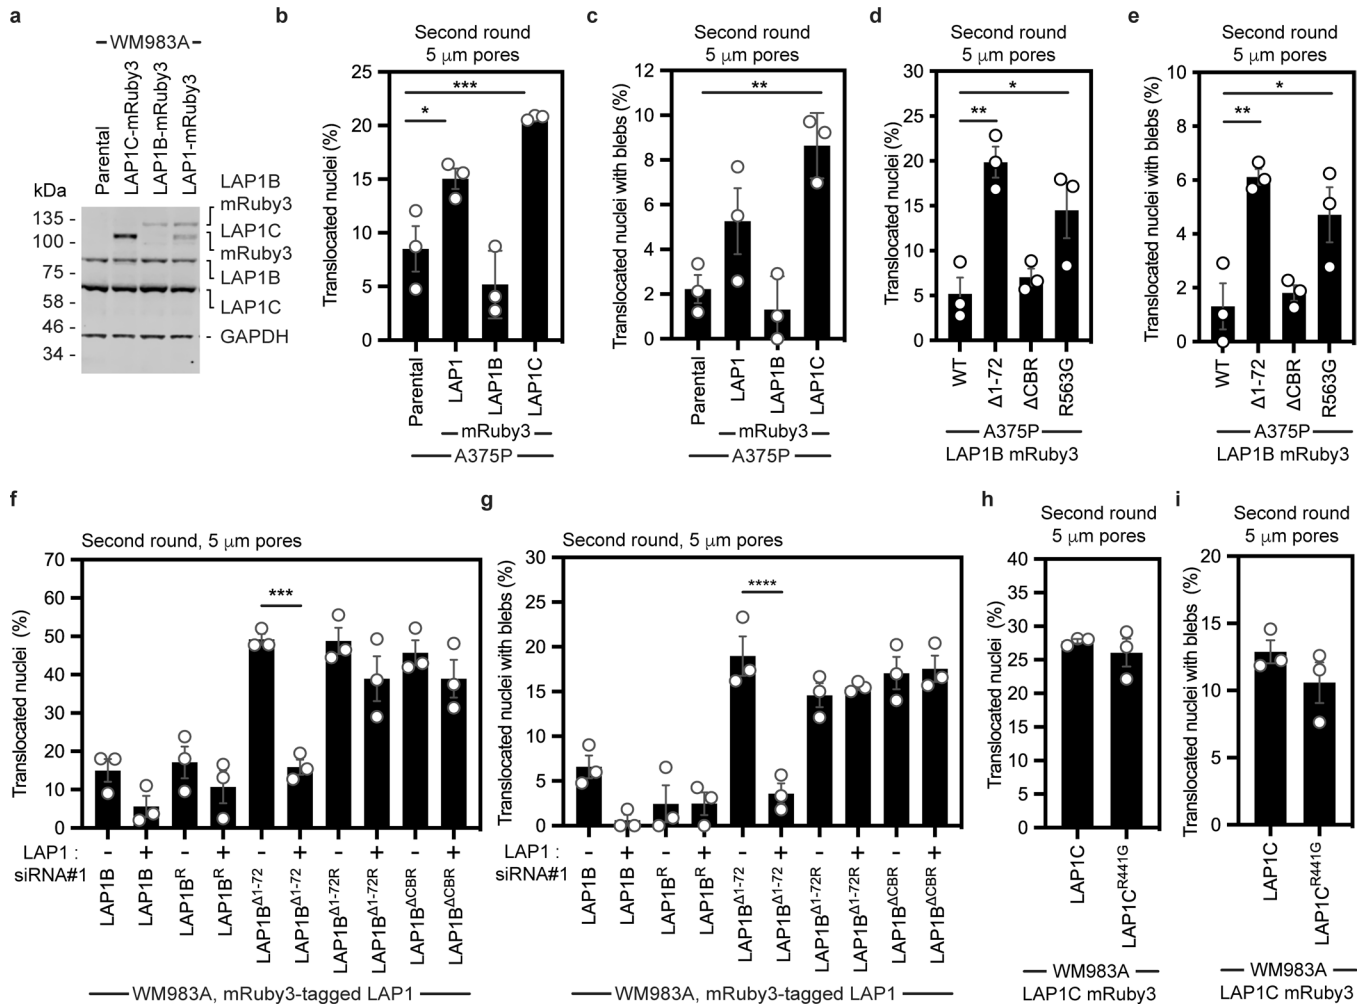 a
WM983A
Parental
LAP1C-mRuby3
LAP1B-mRuby3
LAP1-mRuby3
kDa
135
100
75
58
46
34
LAP1B
mRuby3
LAP1C
mRuby3
LAP1B
LAP1C
GAPDH
b
Second round
5 μm pores
***
*
Translocated nuclei (%)
25
20
15
10
5
0
Parental
LAP1
LAP1B
LAP1C
mRuby3
A375P
c
Second round
5 μm pores
**
Translocated nuclei with blebs (%)
12
10
8
6
4
2
0
Parental
LAP1
LAP1B
LAP1C
mRuby3
A375P
d
Second round
5 μm pores
*
**
Translocated nuclei (%)
30
25
20
15
10
5
0
WT
Δ1-72
ΔCBR
R563G
A375P
LAP1B mRuby3
e
Second round
5 μm pores
*
**
Translocated nuclei with blebs (%)
10
8
6
4
2
0
WT
Δ1-72
ΔCBR
R563G
A375P
LAP1B mRuby3
f
Second round, 5 μm pores
***
Translocated nuclei (%)
70
60
50
40
30
20
10
0
LAP1 : - + - + - + - + - +
siRNA#1
LAP1B
LAP1B
LAP1Bᴿ
LAP1Bᴿ
LAP1B^Δ1-72
LAP1B^Δ1-72
LAP1B^Δ1-72R
LAP1B^Δ1-72R
LAP1B^ΔCBR
LAP1B^ΔCBR
WM983A, mRuby3-tagged LAP1
g
Second round, 5 μm pores
****
Translocated nuclei with blebs (%)
30
25
20
15
10
5
0
LAP1 : - + - + - + - + - +
siRNA#1
LAP1B
LAP1B
LAP1Bᴿ
LAP1Bᴿ
LAP1B^Δ1-72
LAP1B^Δ1-72
LAP1B^Δ1-72R
LAP1B^Δ1-72R
LAP1B^ΔCBR
LAP1B^ΔCBR
WM983A, mRuby3-tagged LAP1
h
Second round
5 μm pores
Translocated nuclei (%)
40
35
30
25
20
15
10
5
0
LAP1C
LAP1C^R441G
WM983A
LAP1C mRuby3
i
Second round
5 μm pores
Translocated nuclei with blebs (%)
20
15
10
5
0
LAP1C
LAP1C^R441G
WM983A
LAP1C mRuby3